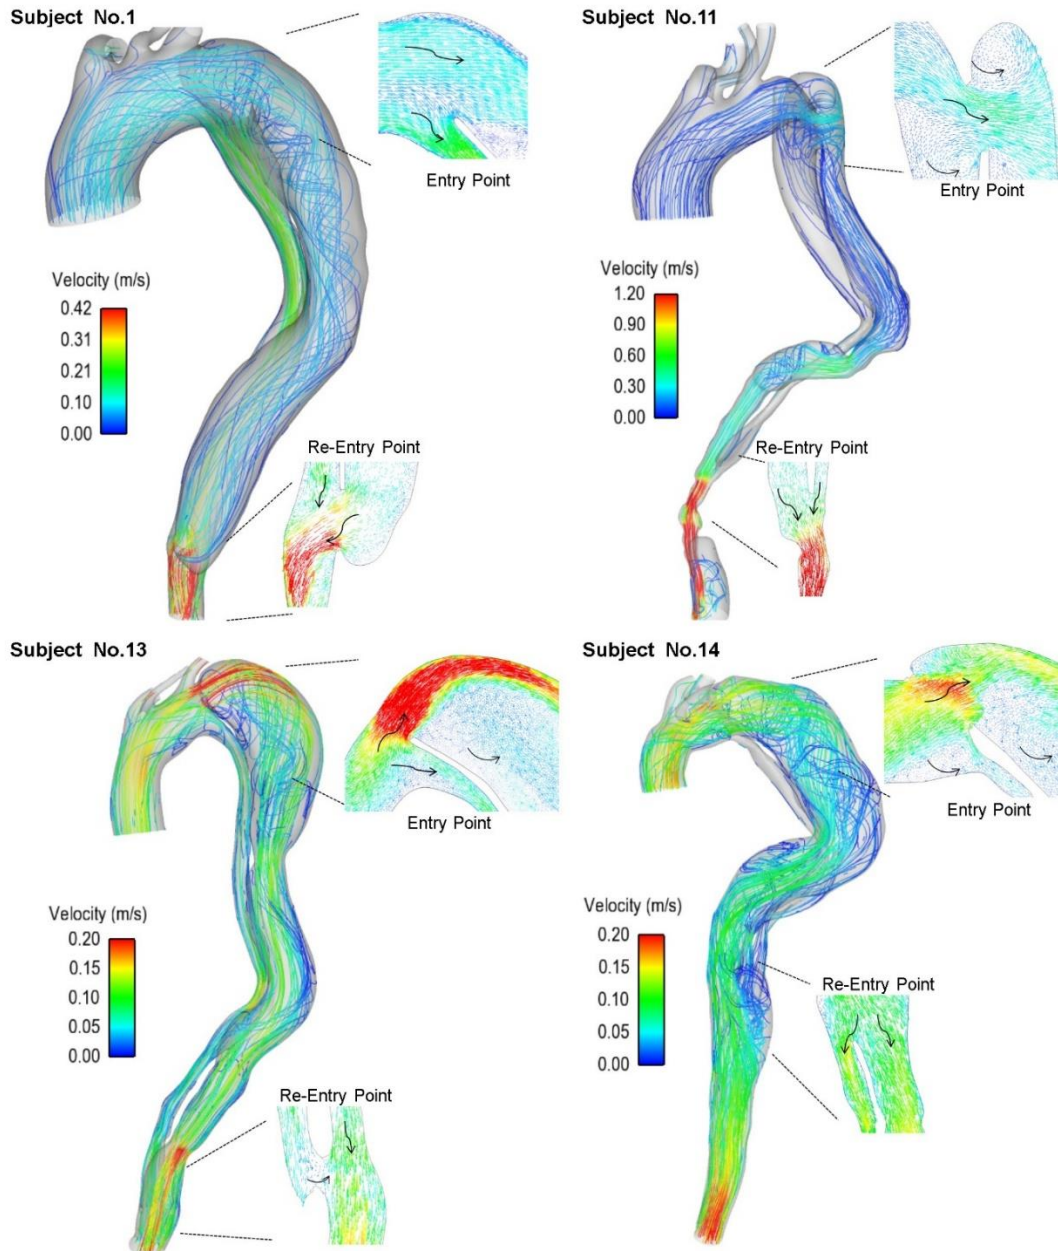 Subject No.1
Entry Point
Velocity (m/s)
0.42
0.31
0.21
0.10
0.00
Re-Entry Point
Subject No.11
Entry Point
Velocity (m/s)
1.20
0.90
0.60
0.30
0.00
Re-Entry Point
Subject No.13
Entry Point
Velocity (m/s)
0.20
0.15
0.10
0.05
0.00
Re-Entry Point
Subject No.14
Entry Point
Velocity (m/s)
0.20
0.15
0.10
0.05
0.00
Re-Entry Point